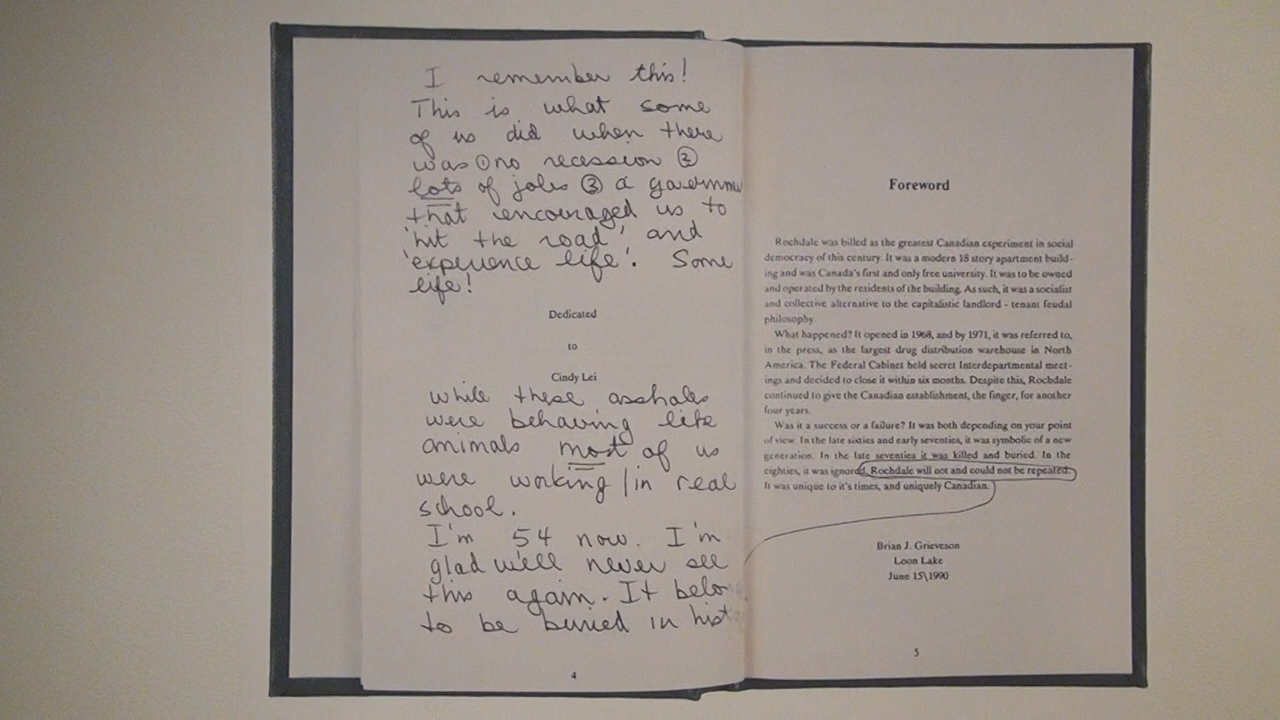 I remember this!
This is what some
of us did when there
was ① no recession ②
lots of jobs ③ a governme
that encouraged us to
'hit the road' and
'experience life'. Some
life!
Dedicated
to
Cindy Lei
while these assholes
were behaving like
animals most of us
were working / in real
school.
I'm 54 now. I'm
glad we'll never see
this again. It belon
to be buried in hist
4
Foreword
Rochdale was billed as the greatest Canadian experiment in social
democracy of this century. It was a modern 18 story apartment build-
ing and was Canada's first and only free university. It was to be owned
and operated by the residents of the building. As such, it was a socialist
and collective alternative to the capitalistic landlord - tenant feudal
philosophy.
What happened? It opened in 1968, and by 1971, it was referred to,
in the press, as the largest drug distribution warehouse in North
America. The Federal Cabinet held secret Interdepartmental meet-
ings and decided to close it within six months. Despite this, Rochdale
continued to give the Canadian establishment, the finger, for another
four years.
Was it a success or a failure? It was both depending on your point
of view. In the late sixties and early seventies, it was symbolic of a new
generation. In the late seventies it was killed and buried. In the
eighties, it was ignored. Rochdale will not and could not be repeated.
It was unique to it's times, and uniquely Canadian.
Brian J. Grieveson
Loon Lake
June 15\1990
5